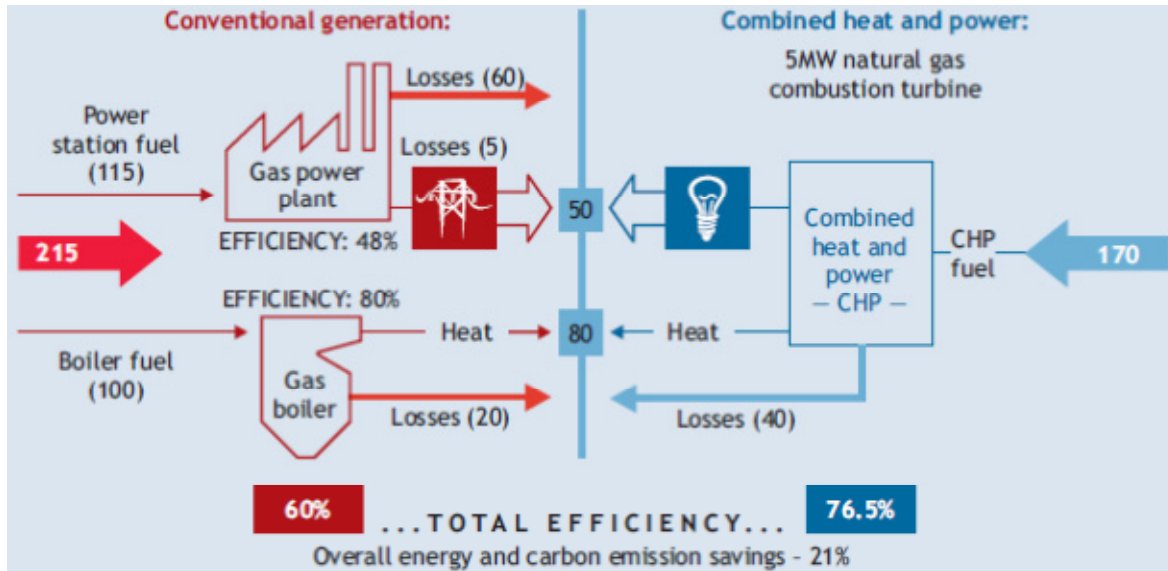 Conventional generation:
Losses (60)
Power
station fuel
(115)
Losses (5)
Gas power
plant
EFFICIENCY: 48%
215
EFFICIENCY: 80%
Heat
Boiler fuel
(100)
Gas
boiler
Losses (20)
50
80
Combined heat and power:
5MW natural gas
combustion turbine
Combined
heat and
power
— CHP —
CHP
fuel
170
Heat
Losses (40)
60%
...TOTAL EFFICIENCY...
76.5%
Overall energy and carbon emission savings – 21%